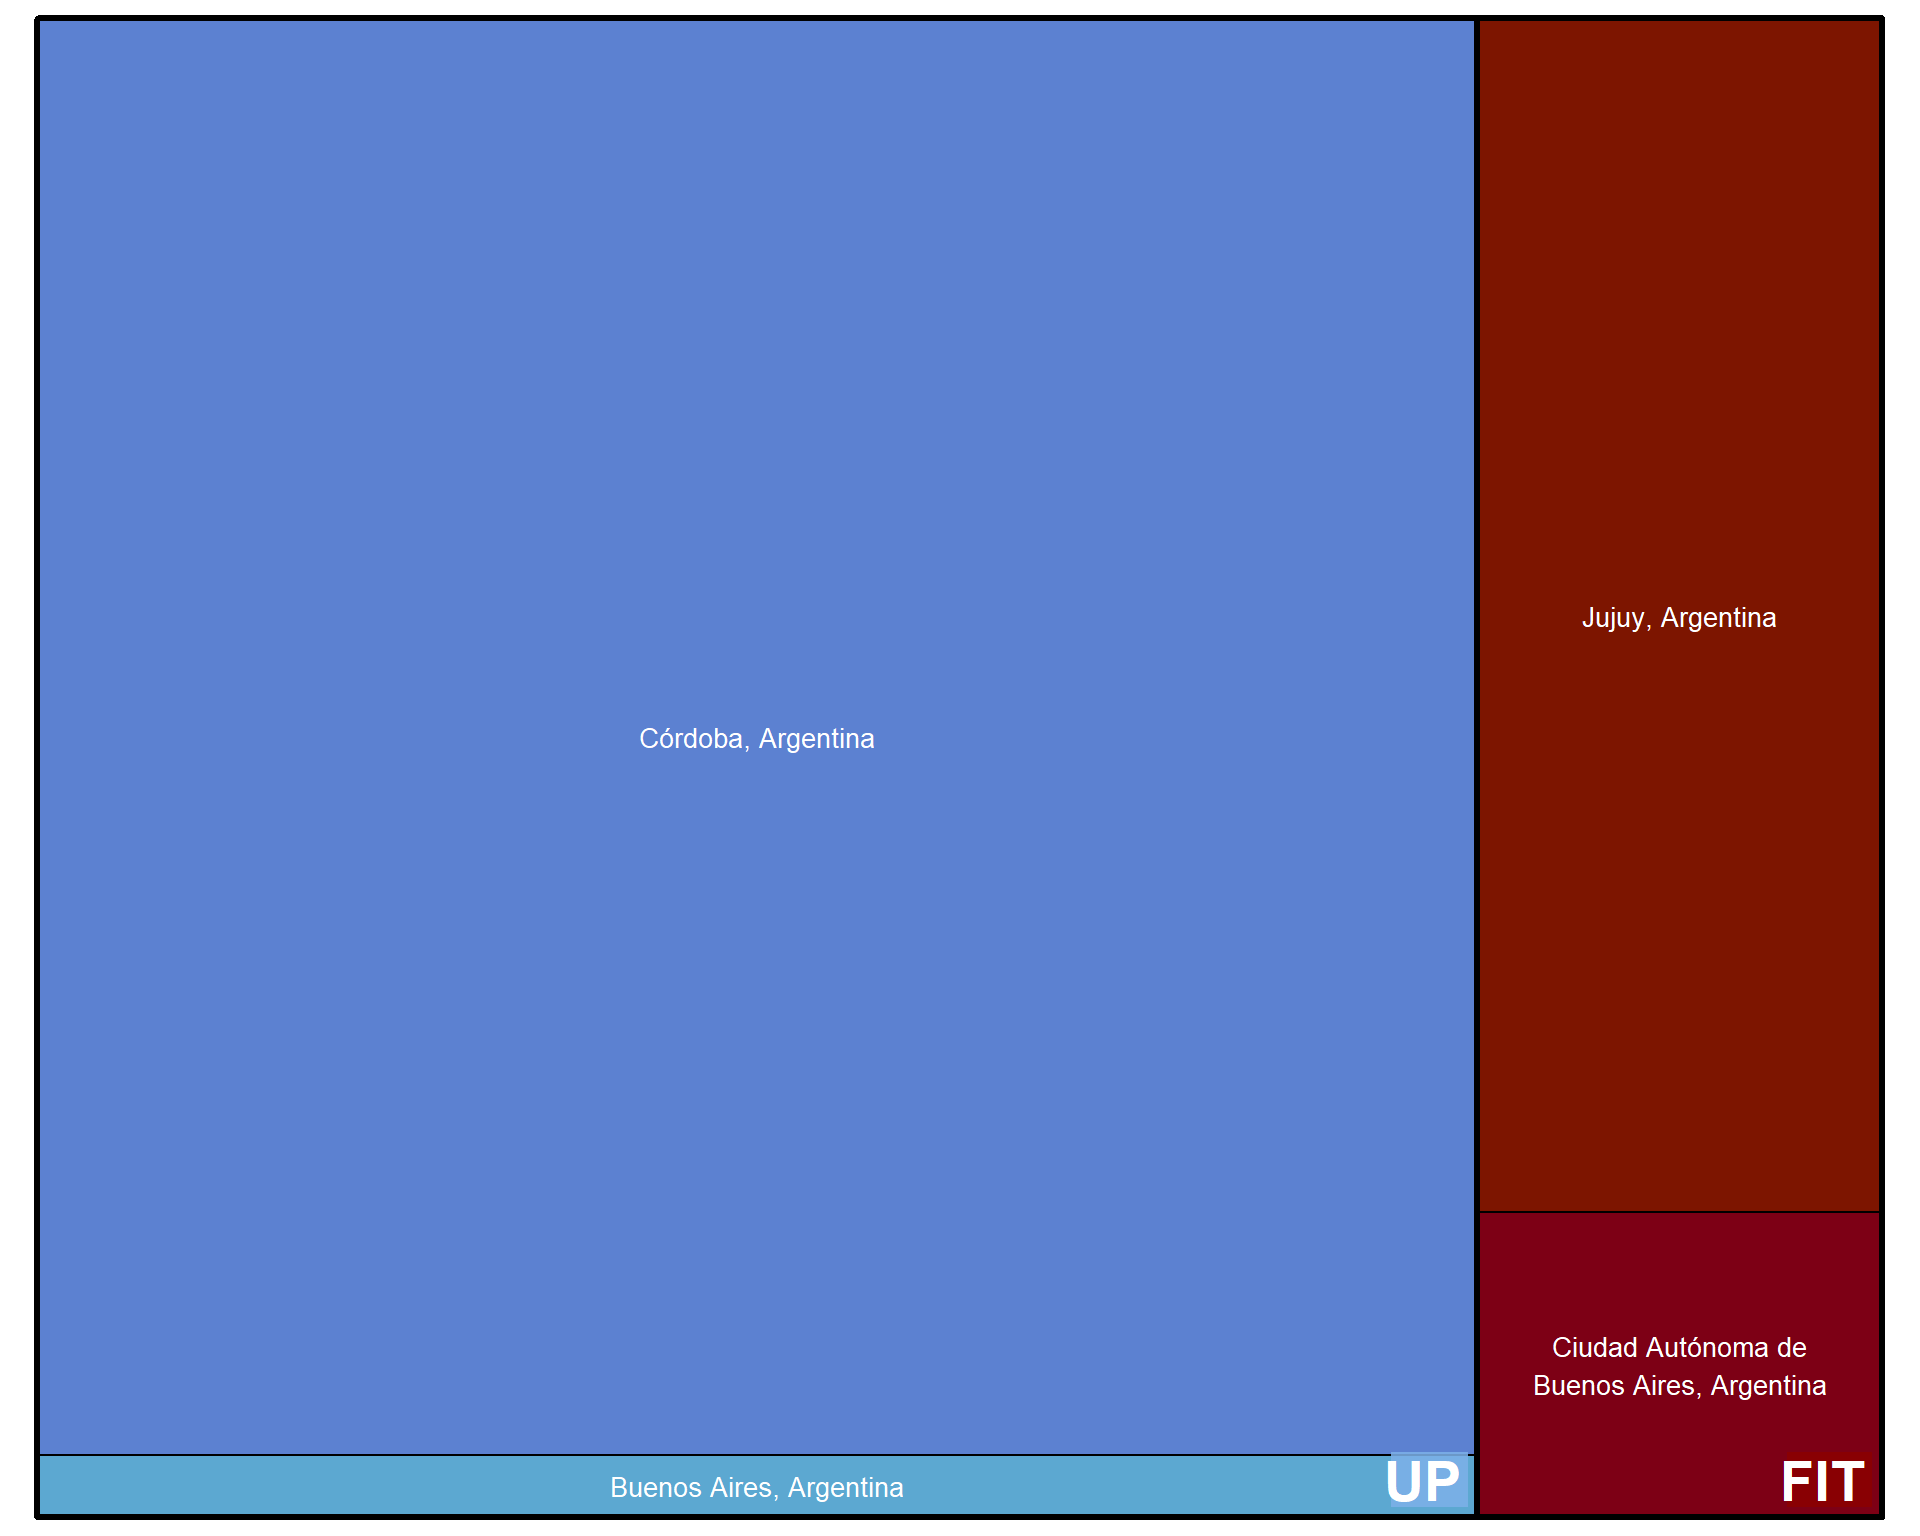 Córdoba, Argentina
Buenos Aires, Argentina
UP
Jujuy, Argentina
Ciudad Autónoma de
Buenos Aires, Argentina
FIT